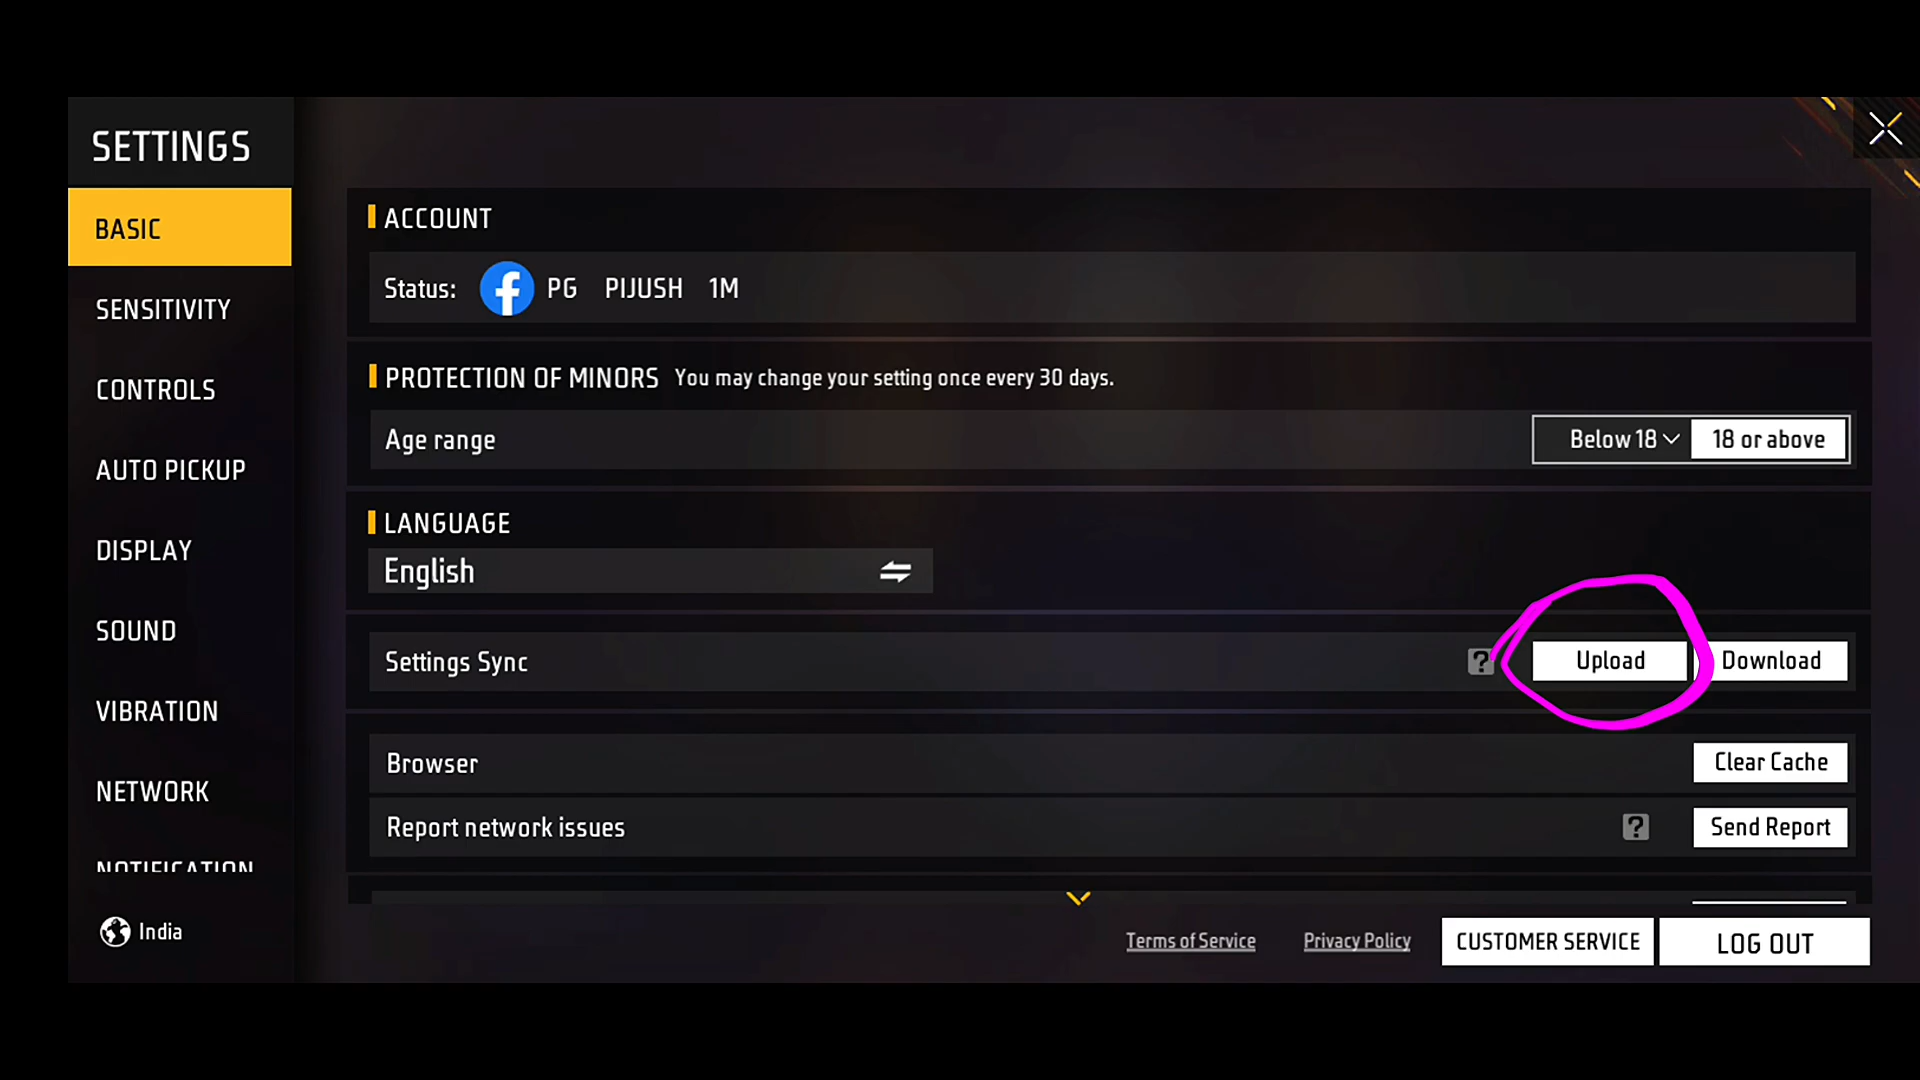 SETTINGS
BASIC
SENSITIVITY
CONTROLS
AUTO PICKUP
DISPLAY
SOUND
VIBRATION
NETWORK
NOTIFICATION
India
ACCOUNT
Status: PG PIJUSH 1M
PROTECTION OF MINORS You may change your setting once every 30 days.
Age range Below 18 18 or above
LANGUAGE
English
Settings Sync ? Upload Download
Browser Clear Cache
Report network issues ? Send Report
Terms of Service Privacy Policy CUSTOMER SERVICE LOG OUT